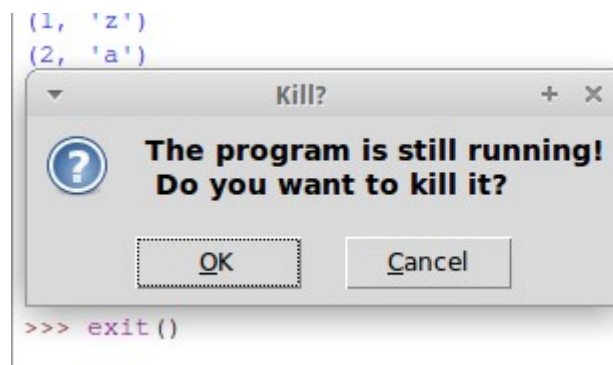 (1, 'z')
(2, 'a')
Kill?
The program is still running!
Do you want to kill it?
OK
Cancel
>>> exit()